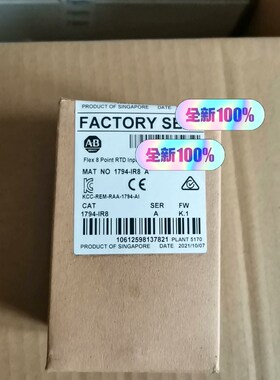 PRODUCT OF SINGAPORE DATE
FACTORY SE
全新100%
AB
Flex 8 Point RTD Inp
全新100%
MAT NO 1794-IR8 A
KCC-REM-RAA-1794-AI
CAT SER FW
1794-IR8 A K.1
10612598137821 PLANT 5170
PRODUCT OF SINGAPORE DATE 2021/10/07